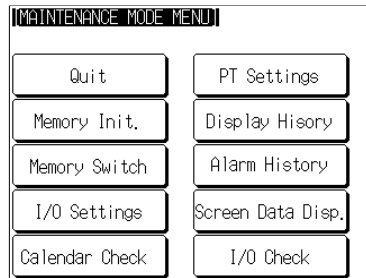 [MAINTENANCE MODE MENU]
Quit
PT Settings
Memory Init.
Display Hisory
Memory Switch
Alarm History
I/O Settings
Screen Data Disp.
Calendar Check
I/O Check